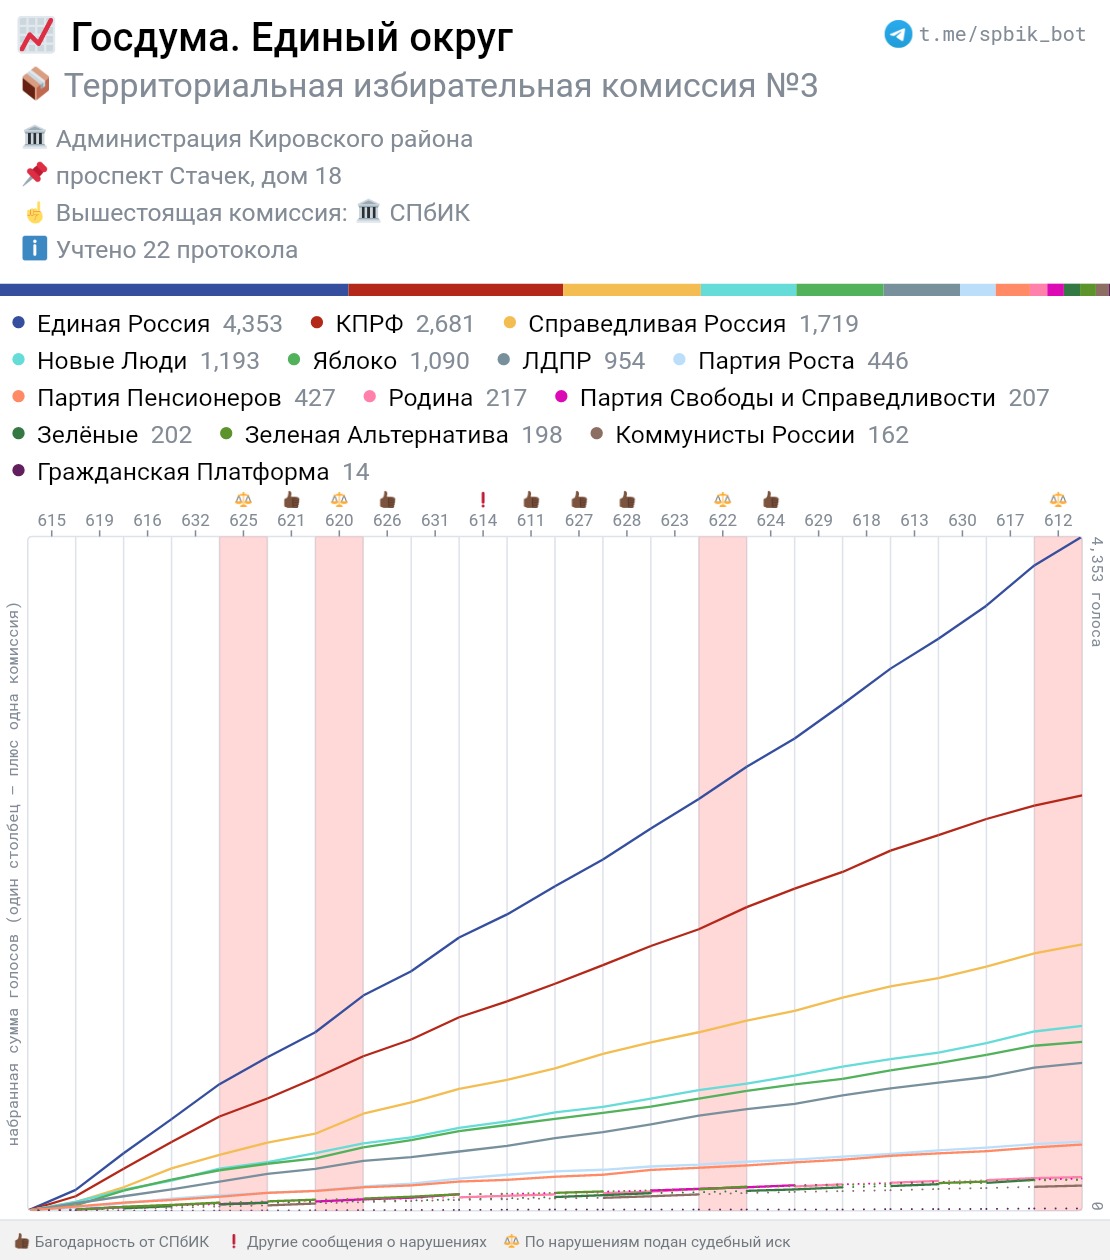 Госдума. Единый округ
t.me/spbik_bot
Территориальная избирательная комиссия №3
Администрация Кировского района
проспект Стачек, дом 18
Вышестоящая комиссия: СПбИК
Учтено 22 протокола
Единая Россия 4,353 КПРФ 2,681 Справедливая Россия 1,719
Новые Люди 1,193 Яблоко 1,090 ЛДПР 954 Партия Роста 446
Партия Пенсионеров 427 Родина 217 Партия Свободы и Справедливости 207
Зелёные 202 Зеленая Альтернатива 198 Коммунисты России 162
Гражданская Платформа 14
615 619 616 632 625 621 620 626 631 614 611 627 628 623 622 624 629 618 613 630 617 612
набранная сумма голосов (один столбец – плюс одна комиссия)
4,353 голоса
0
Багодарность от СПбИК Другие сообщения о нарушениях По нарушениям подан судебный иск